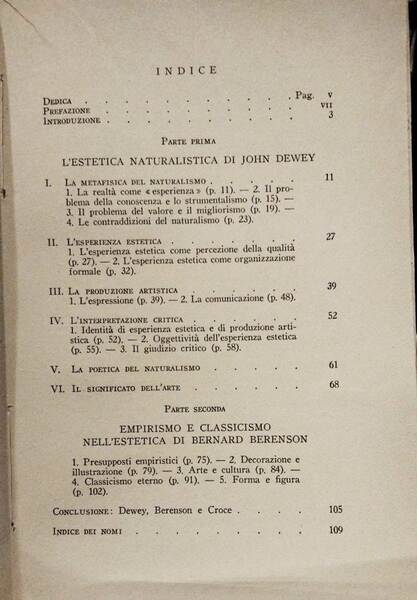 INDICE
Dedica . . . . . . . . . . Pag. v
Prefazione . . . . . . . . . . vii
Introduzione . . . . . . . . . . 3
Parte prima
L'ESTETICA NATURALISTICA DI JOHN DEWEY
I. La metafisica del naturalismo . . . . . . 11
1. La realtà come «esperienza» (p. 11). — 2. Il pro-
blema della conoscenza e lo strumentalismo (p. 15). —
3. Il problema del valore e il migliorismo (p. 19). —
4. Le contraddizioni del naturalismo (p. 23).
II. L'esperienza estetica . . . . . . . 27
1. L'esperienza estetica come percezione della qualità
(p. 27). — 2. L'esperienza estetica come organizzazione
formale (p. 32).
III. La produzione artistica . . . . . . 39
1. L'espressione (p. 39). — 2. La comunicazione (p. 48).
IV. L'interpretazione critica . . . . . . 52
1. Identità di esperienza estetica e di produzione arti-
stica (p. 52). — 2. Oggettività dell'esperienza estetica
(p. 55). — 3. Il giudizio critico (p. 58).
V. La poetica del naturalismo . . . . . 61
VI. Il significato dell'arte . . . . . . 68
Parte seconda
EMPIRISMO E CLASSICISMO
NELL'ESTETICA DI BERNARD BERENSON
1. Presupposti empiristici (p. 75). — 2. Decorazione e
illustrazione (p. 79). — 3. Arte e cultura (p. 84). —
4. Classicismo eterno (p. 91). — 5. Forma e figura
(p. 102).
Conclusione: Dewey, Berenson e Croce . . . . 105
Indice dei nomi . . . . . . . . 109